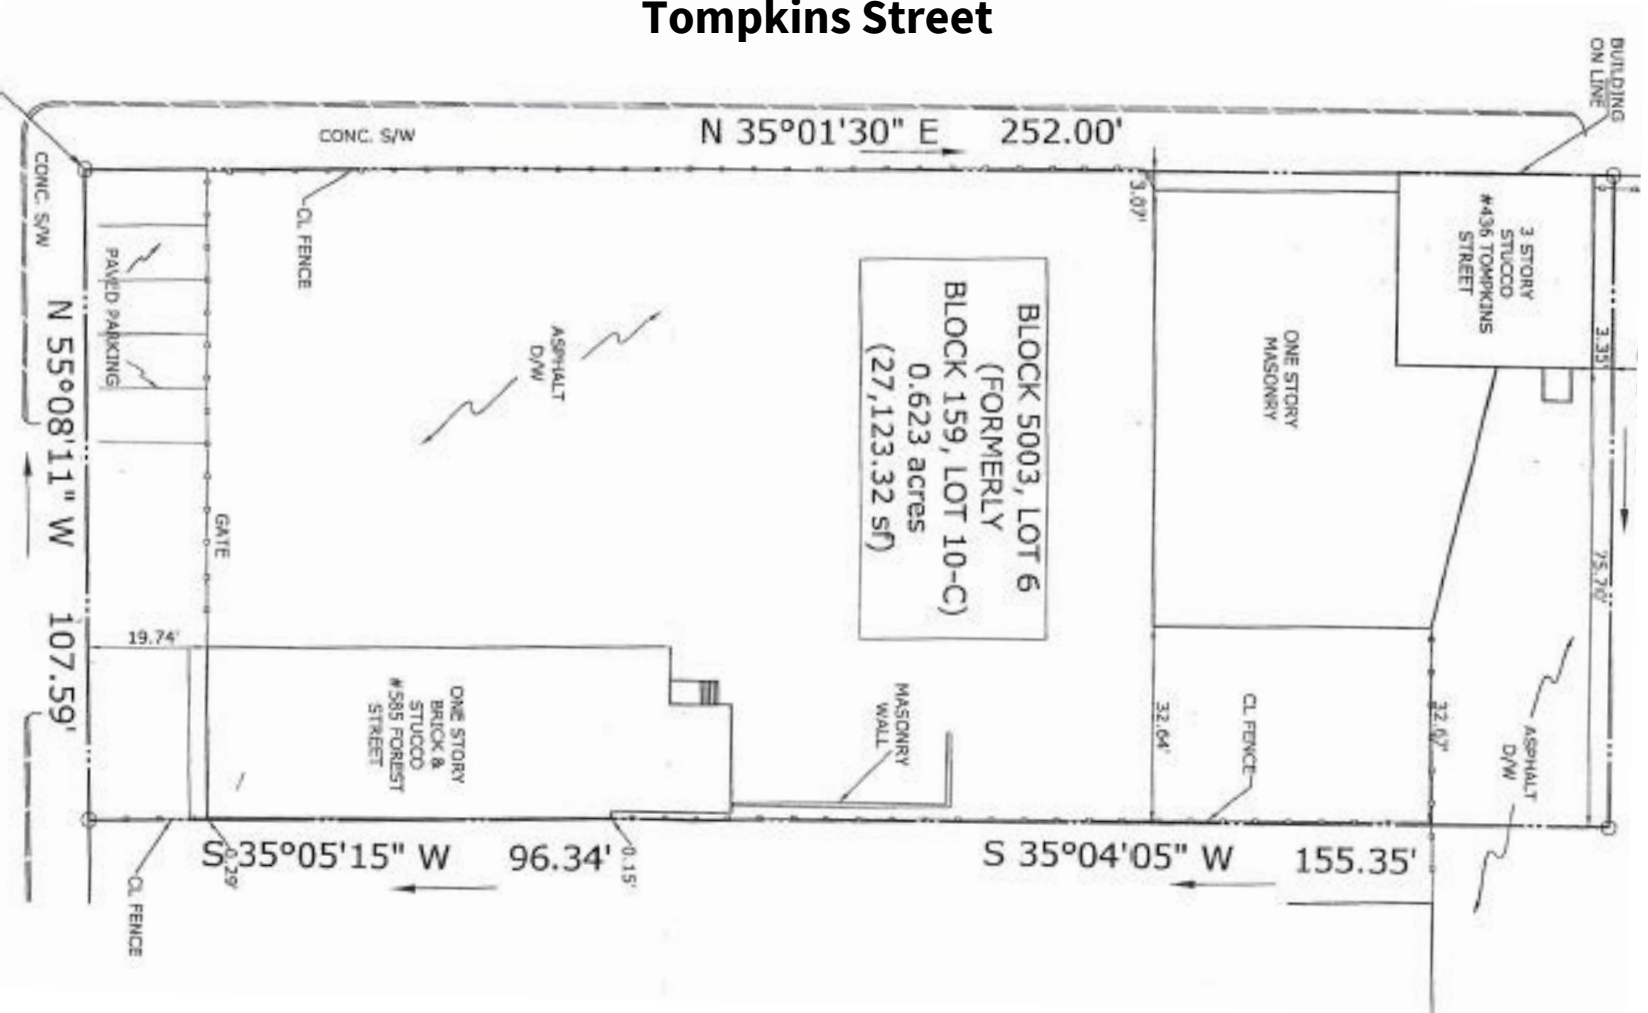 Tompkins Street
BUILDING
ON LINE
CONC. S/W
N 35°01'30" E 252.00'
CONC. S/W
CL FENCE
3.07'
3 STORY
STUCCO
#436 TOMPKINS
STREET
3.35'
PAVED PARKING
ASPHALT
D/W
BLOCK 5003, LOT 6
(FORMERLY
BLOCK 159, LOT 10-C)
0.623 acres
(27,123.32 sf)
ONE STORY
MASONRY
N 55°08'11" W 107.59'
GATE
75.70'
19.74'
ONE STORY
BRICK &
STUCCO
#585 FOREST
STREET
MASONRY
WALL
32.64'
CL FENCE
32.67'
ASPHALT
D/W
S 35°05'15" W 96.34'
0.29'
0.15'
S 35°04'05" W 155.35'
CL FENCE